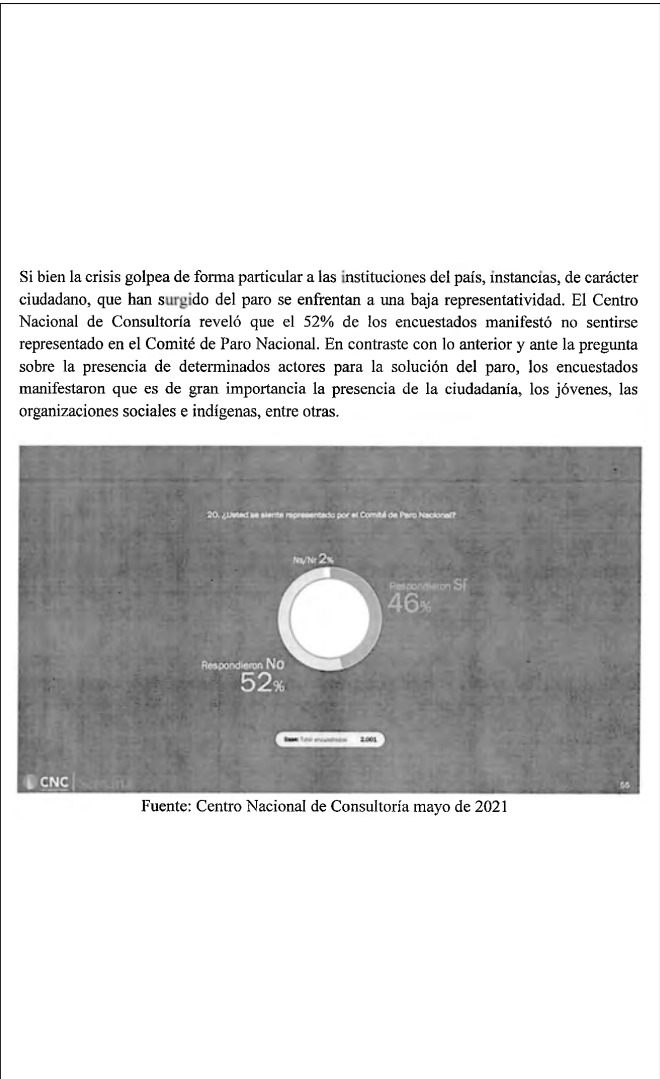 Si bien la crisis golpea de forma particular a las instituciones del país, instancias, de carácter
ciudadano, que han surgido del paro se enfrentan a una baja representatividad. El Centro
Nacional de Consultoría reveló que el 52% de los encuestados manifestó no sentirse
representado en el Comité de Paro Nacional. En contraste con lo anterior y ante la pregunta
sobre la presencia de determinados actores para la solución del paro, los encuestados
manifestaron que es de gran importancia la presencia de la ciudadanía, los jóvenes, las
organizaciones sociales e indígenas, entre otras.
20. ¿Usted se siente representado por el Comité de Paro Nacional?
Ns/Nr 2%
Respondieron SÍ
46%
Respondieron No
52%
Base: Total encuestados 2.001
CNC
55
Fuente: Centro Nacional de Consultoría mayo de 2021